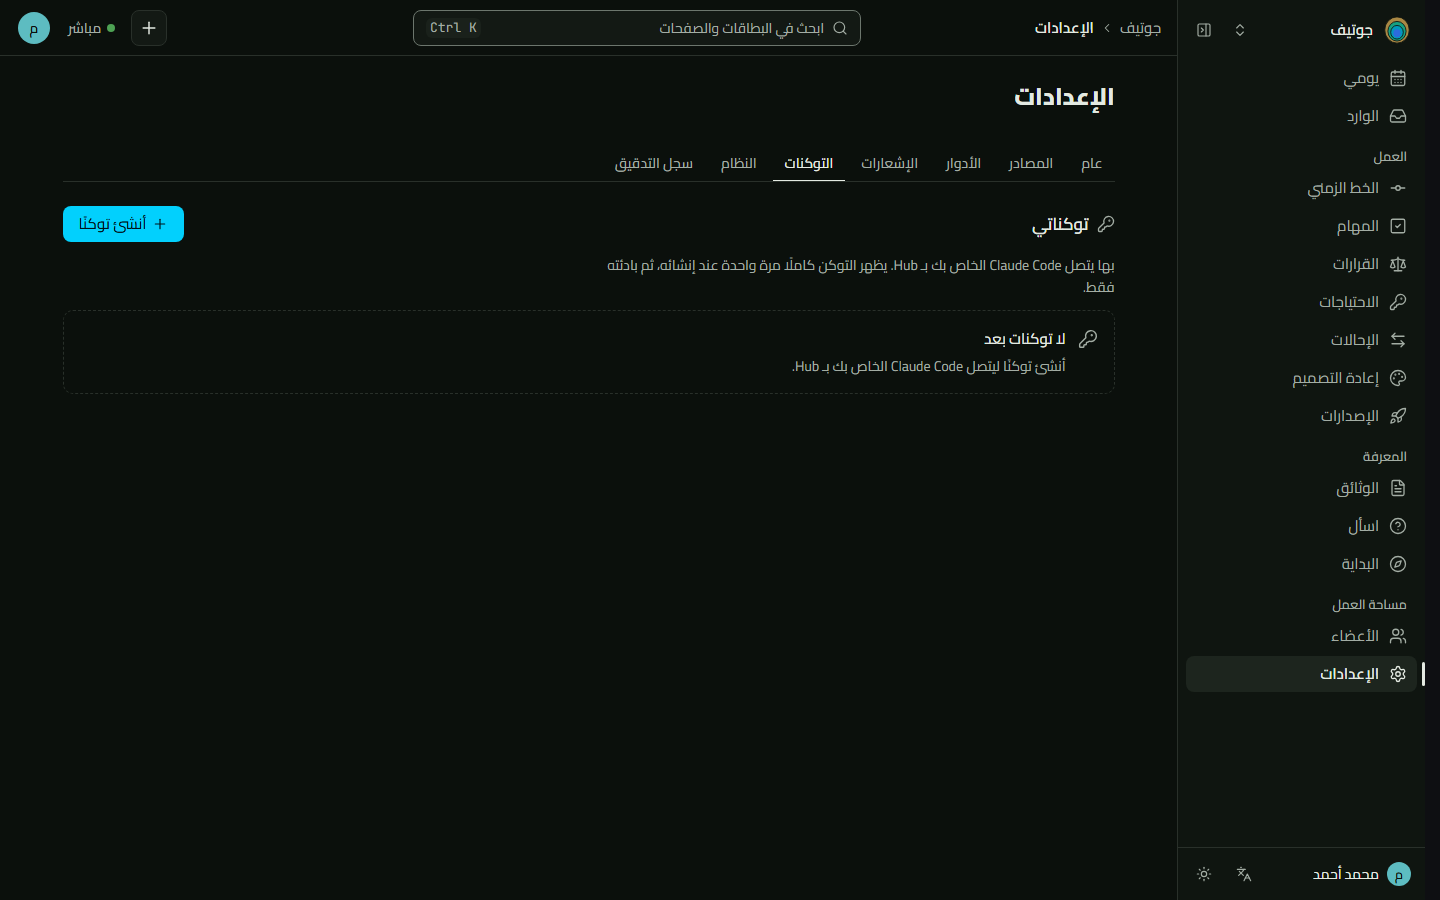 جوتيف
يومي
الوارد
العمل
الخط الزمني
المهام
القرارات
الاحتياجات
الإحالات
إعادة التصميم
الإصدارات
المعرفة
الوثائق
اسأل
البداية
مساحة العمل
الأعضاء
الإعدادات
محمد أحمد
م
جوتيف
الإعدادات
ابحث في البطاقات والصفحات
Ctrl K
مباشر
م
الإعدادات
عام
المصادر
الأدوار
الإشعارات
التوكنات
النظام
سجل التدقيق
توكناتي
أنشئ توكنًا
بها يتصل Claude Code الخاص بك بـ Hub. يظهر التوكن كاملًا مرة واحدة عند إنشائه، ثم بادئته
فقط.
لا توكنات بعد
أنشئ توكنًا ليتصل Claude Code الخاص بك بـ Hub.